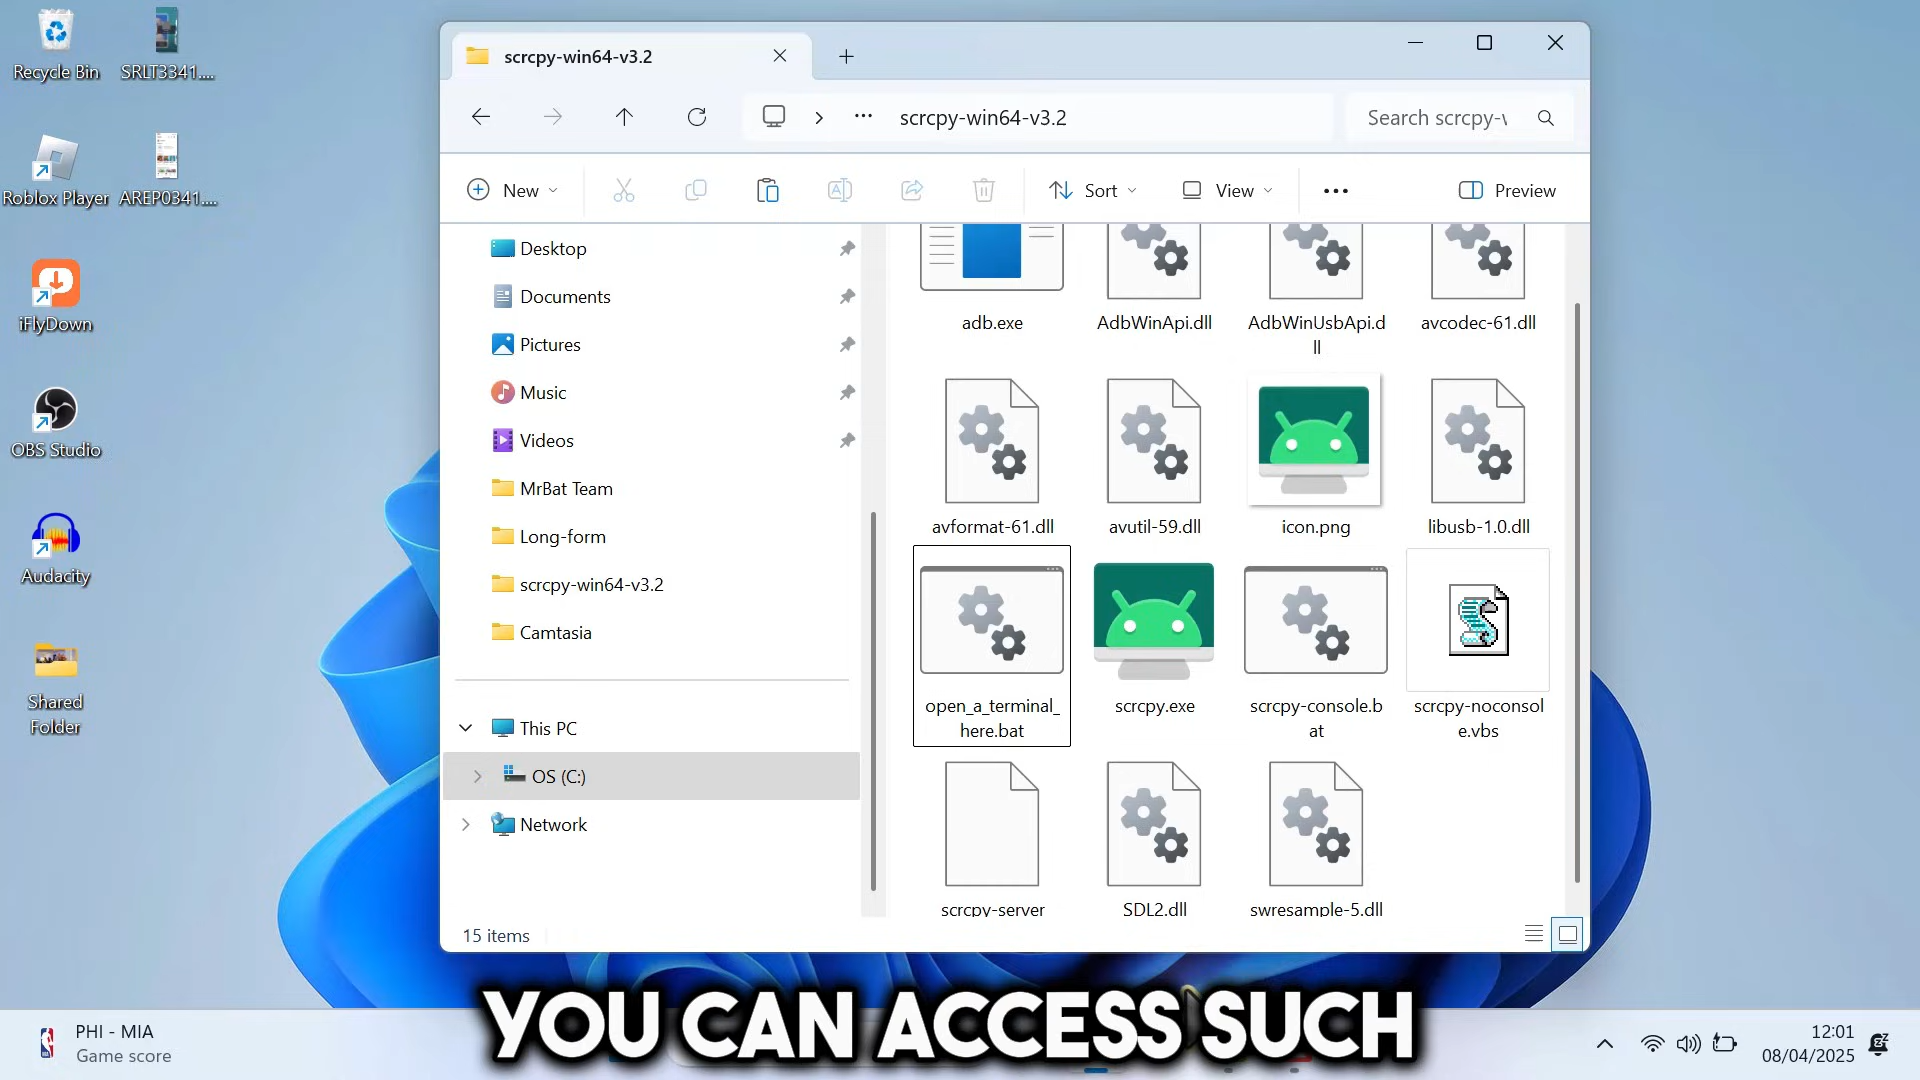 Recycle Bin
SRLT3341....
Roblox Player
AREP0341....
iFlyDown
OBS Studio
Audacity
Shared
Folder
scrcpy-win64-v3.2
scrcpy-win64-v3.2
Search scrcpy-v
New
Sort
View
Preview
Desktop
Documents
Pictures
Music
Videos
MrBat Team
Long-form
scrcpy-win64-v3.2
Camtasia
This PC
OS (C:)
Network
adb.exe
AdbWinApi.dll
AdbWinUsbApi.d
ll
avcodec-61.dll
avformat-61.dll
avutil-59.dll
icon.png
libusb-1.0.dll
open_a_terminal_
here.bat
scrcpy.exe
scrcpy-console.b
at
scrcpy-noconsol
e.vbs
scrcpy-server
SDL2.dll
swresample-5.dll
15 items
YOU CAN ACCESS SUCH
PHI - MIA
Game score
12:01
08/04/2025